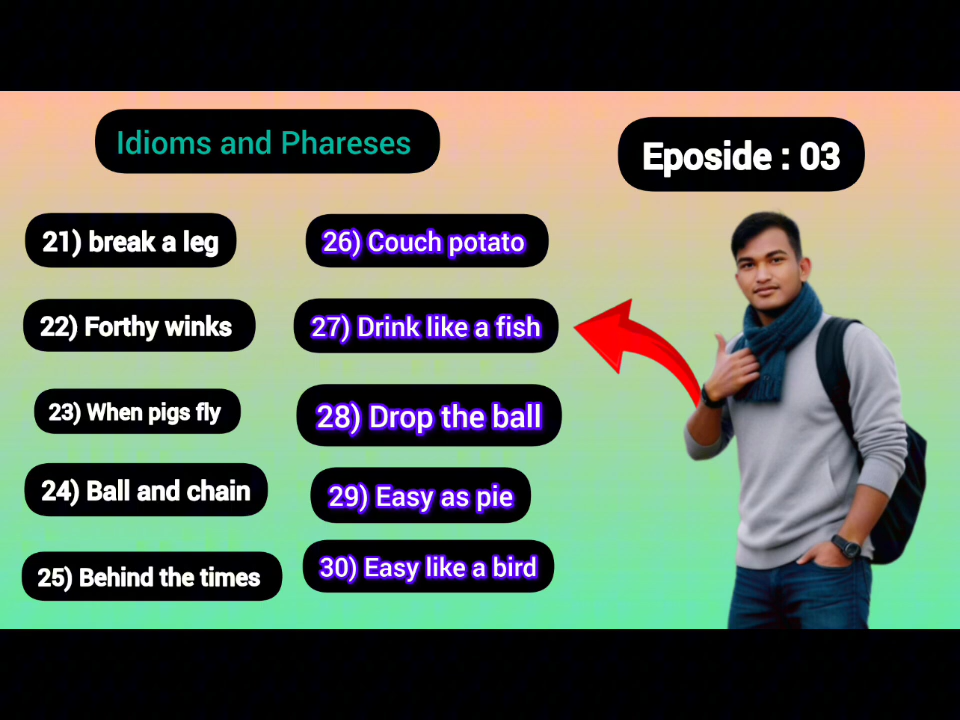 Idioms and Phareses
Eposide : 03
21) break a leg
22) Forthy winks
23) When pigs fly
24) Ball and chain
25) Behind the times
26) Couch potato
27) Drink like a fish
28) Drop the ball
29) Easy as pie
30) Easy like a bird